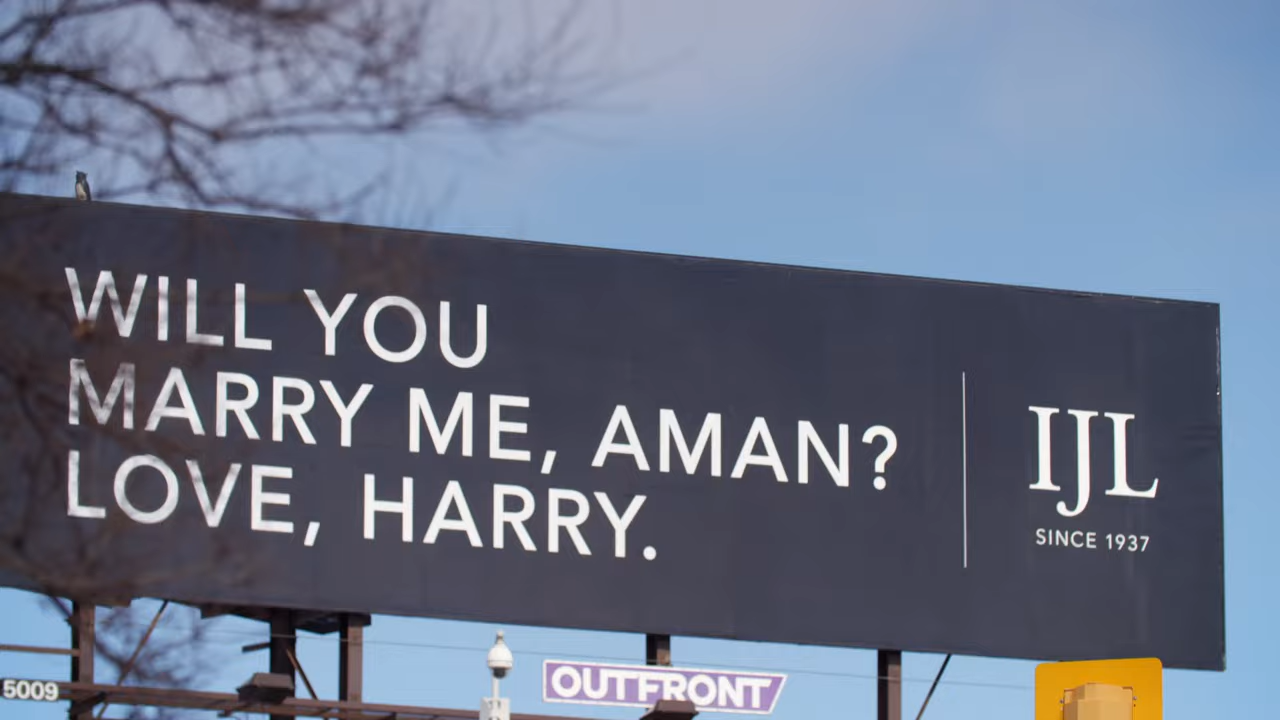 WILL YOU
MARRY ME, AMAN?
LOVE, HARRY.
IJL
SINCE 1937
5009
OUTFRONT